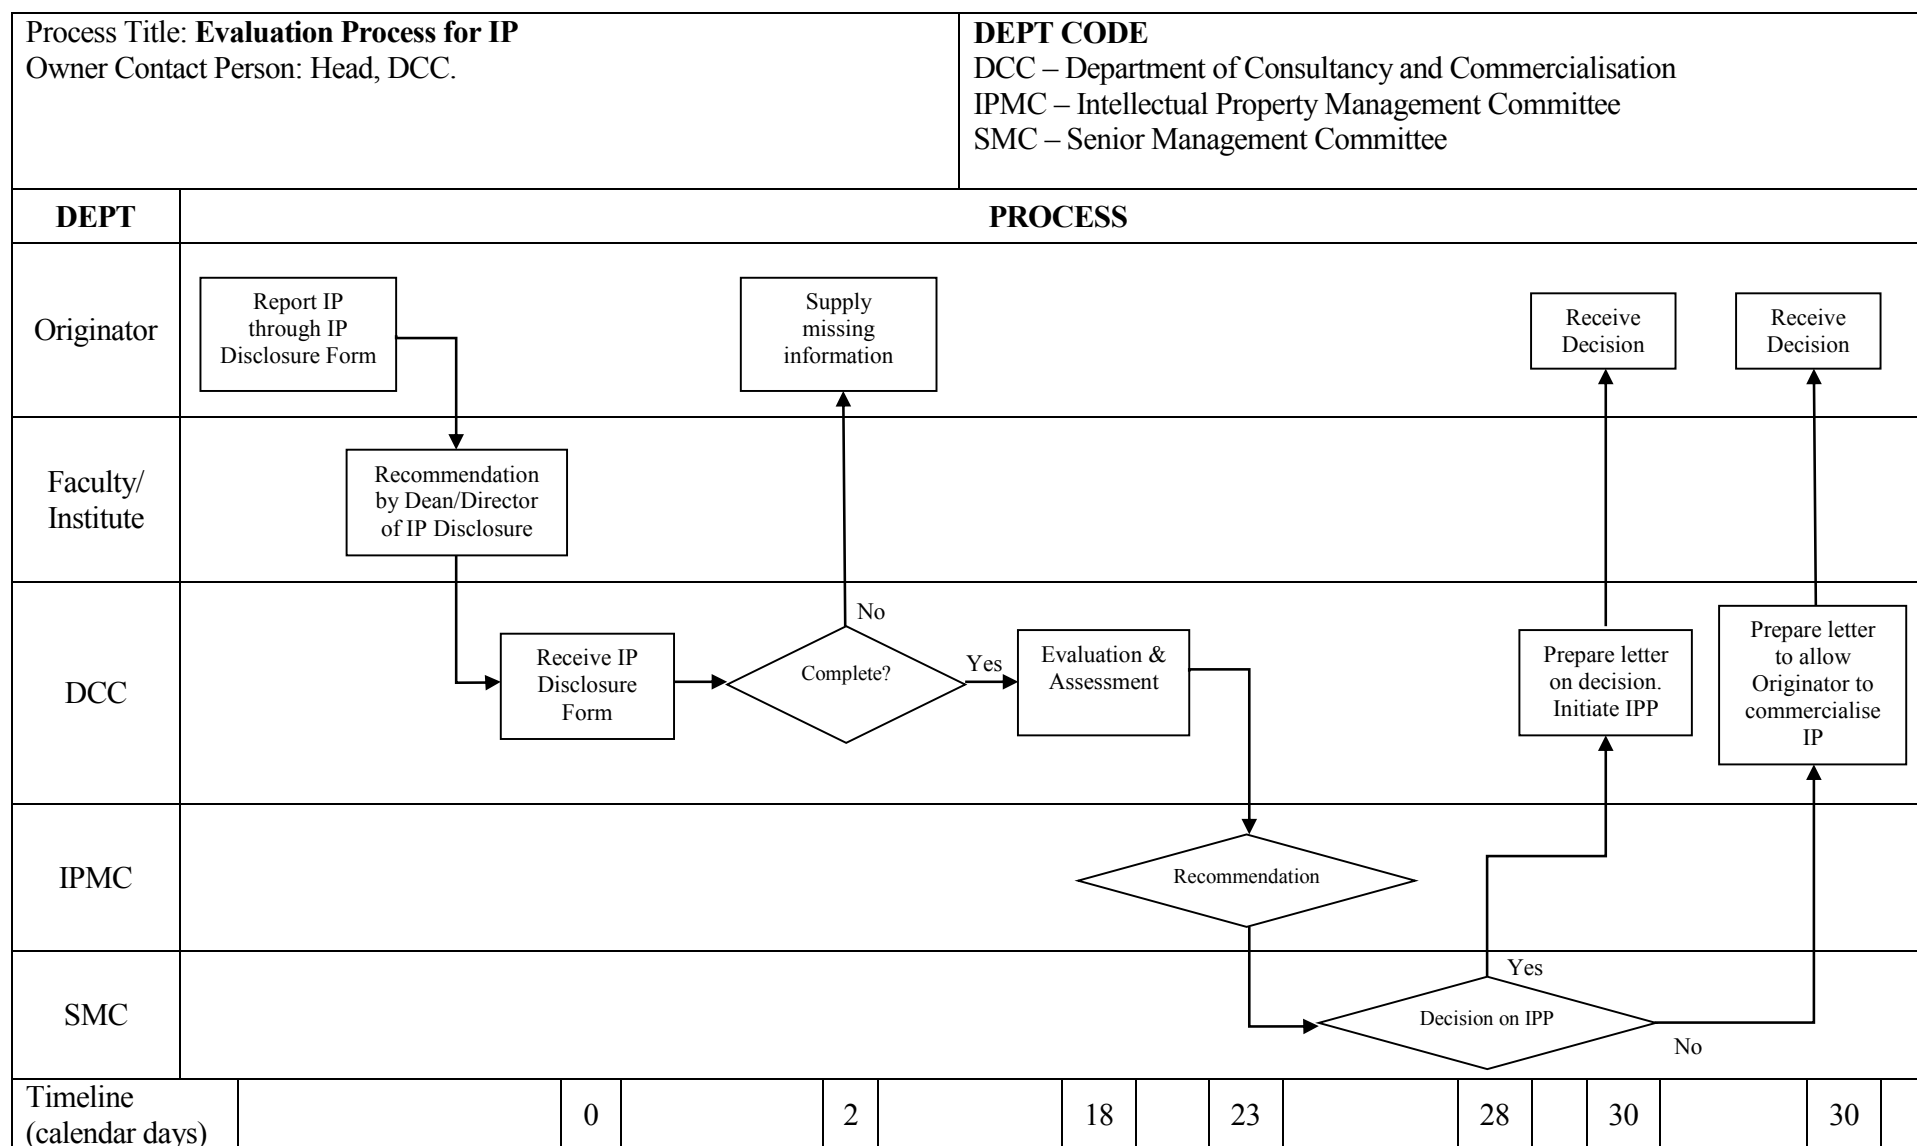 Process Title: Evaluation Process for IP
Owner Contact Person: Head, DCC.
DEPT CODE
DCC – Department of Consultancy and Commercialisation
IPMC – Intellectual Property Management Committee
SMC – Senior Management Committee
DEPT
PROCESS
Originator
Report IP
through IP
Disclosure Form
Supply
missing
information
Receive
Decision
Receive
Decision
Faculty/
Institute
Recommendation
by Dean/Director
of IP Disclosure
DCC
Receive IP
Disclosure
Form
Complete?
No
Yes
Evaluation &
Assessment
Prepare letter
on decision.
Initiate IPP
Prepare letter
to allow
Originator to
commercialise
IP
IPMC
Recommendation
SMC
Decision on IPP
Yes
No
Timeline
(calendar days)
0
2
18
23
28
30
30